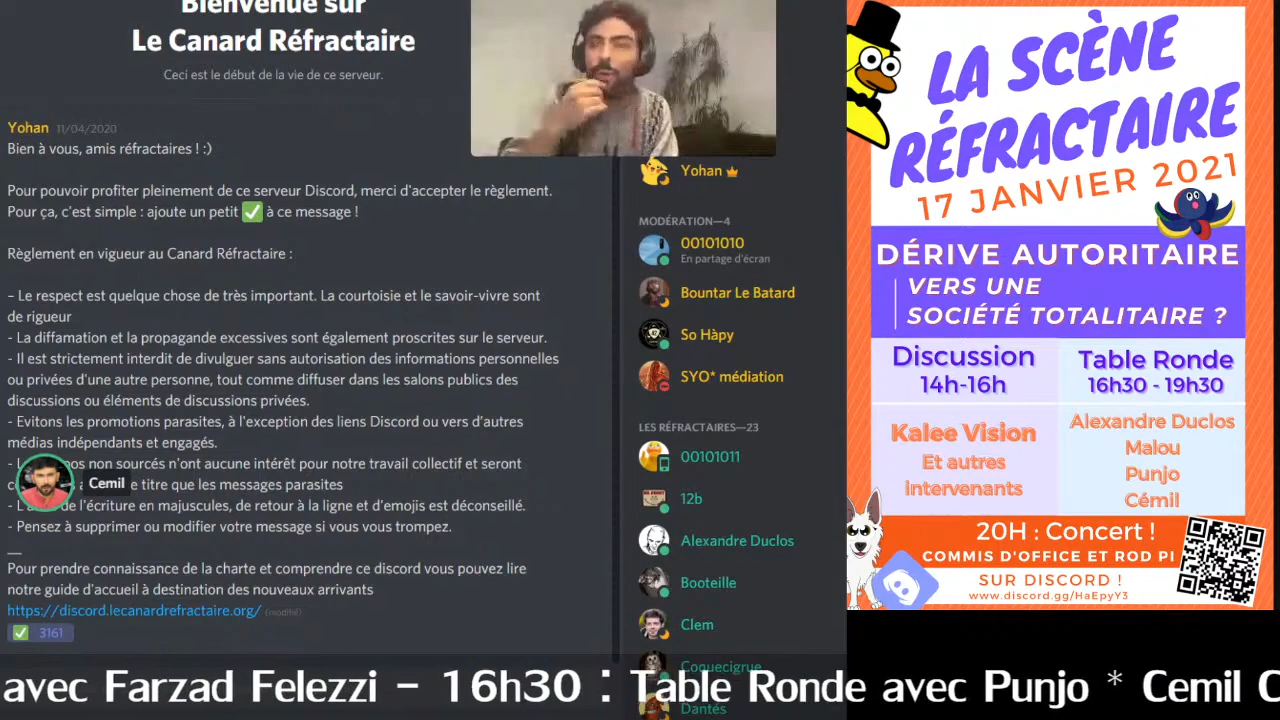 Bienvenue sur
Le Canard Réfractaire
Ceci est le début de la vie de ce serveur.
Yohan 11/04/2020
Bien à vous, amis réfractaires ! :)
Pour pouvoir profiter pleinement de ce serveur Discord, merci d'accepter le règlement.
Pour ça, c'est simple : ajoute un petit ✅ à ce message !
Règlement en vigueur au Canard Réfractaire :
– Le respect est quelque chose de très important. La courtoisie et le savoir-vivre sont
de rigueur
- La diffamation et la propagande excessives sont également proscrites sur le serveur.
- Il est strictement interdit de divulguer sans autorisation des informations personnelles
ou privées d'une autre personne, tout comme diffuser dans les salons publics des
discussions ou éléments de discussions privées.
- Evitons les promotions parasites, à l'exception des liens Discord ou vers d'autres
médias indépendants et engagés.
non sourcés n'ont aucune intérêt pour notre travail collectif et seront
Cemil
titre que les messages parasites
de l'écriture en majuscules, de retour à la ligne et d'emojis est déconseillé.
- Pensez à supprimer ou modifier votre message si vous vous trompez.
—
Pour prendre connaissance de la charte et comprendre ce discord vous pouvez lire
notre guide d'accueil à destination des nouveaux arrivants
https://discord.lecanardrefractaire.org/ (modifié)
✅ 3161
Yohan
MODÉRATION—4
00101010
En partage d'écran
Bountar Le Batard
So Hàpy
SYO* médiation
LES RÉFRACTAIRES—23
00101011
12b
Alexandre Duclos
Booteille
Clem
Coquecigrue
Dantès
LA SCÈNE
RÉFRACTAIRE
17 JANVIER 2021
DÉRIVE AUTORITAIRE
VERS UNE
SOCIÉTÉ TOTALITAIRE ?
Discussion
14h-16h
Table Ronde
16h30 - 19h30
Kalee Vision
Et autres
intervenants
Alexandre Duclos
Malou
Punjo
Cémil
20H : Concert !
COMMIS D'OFFICE ET ROD PI
SUR DISCORD !
www.discord.gg/HaEpyY3
avec Farzad Felezzi – 16h30 : Table Ronde avec Punjo * Cemil